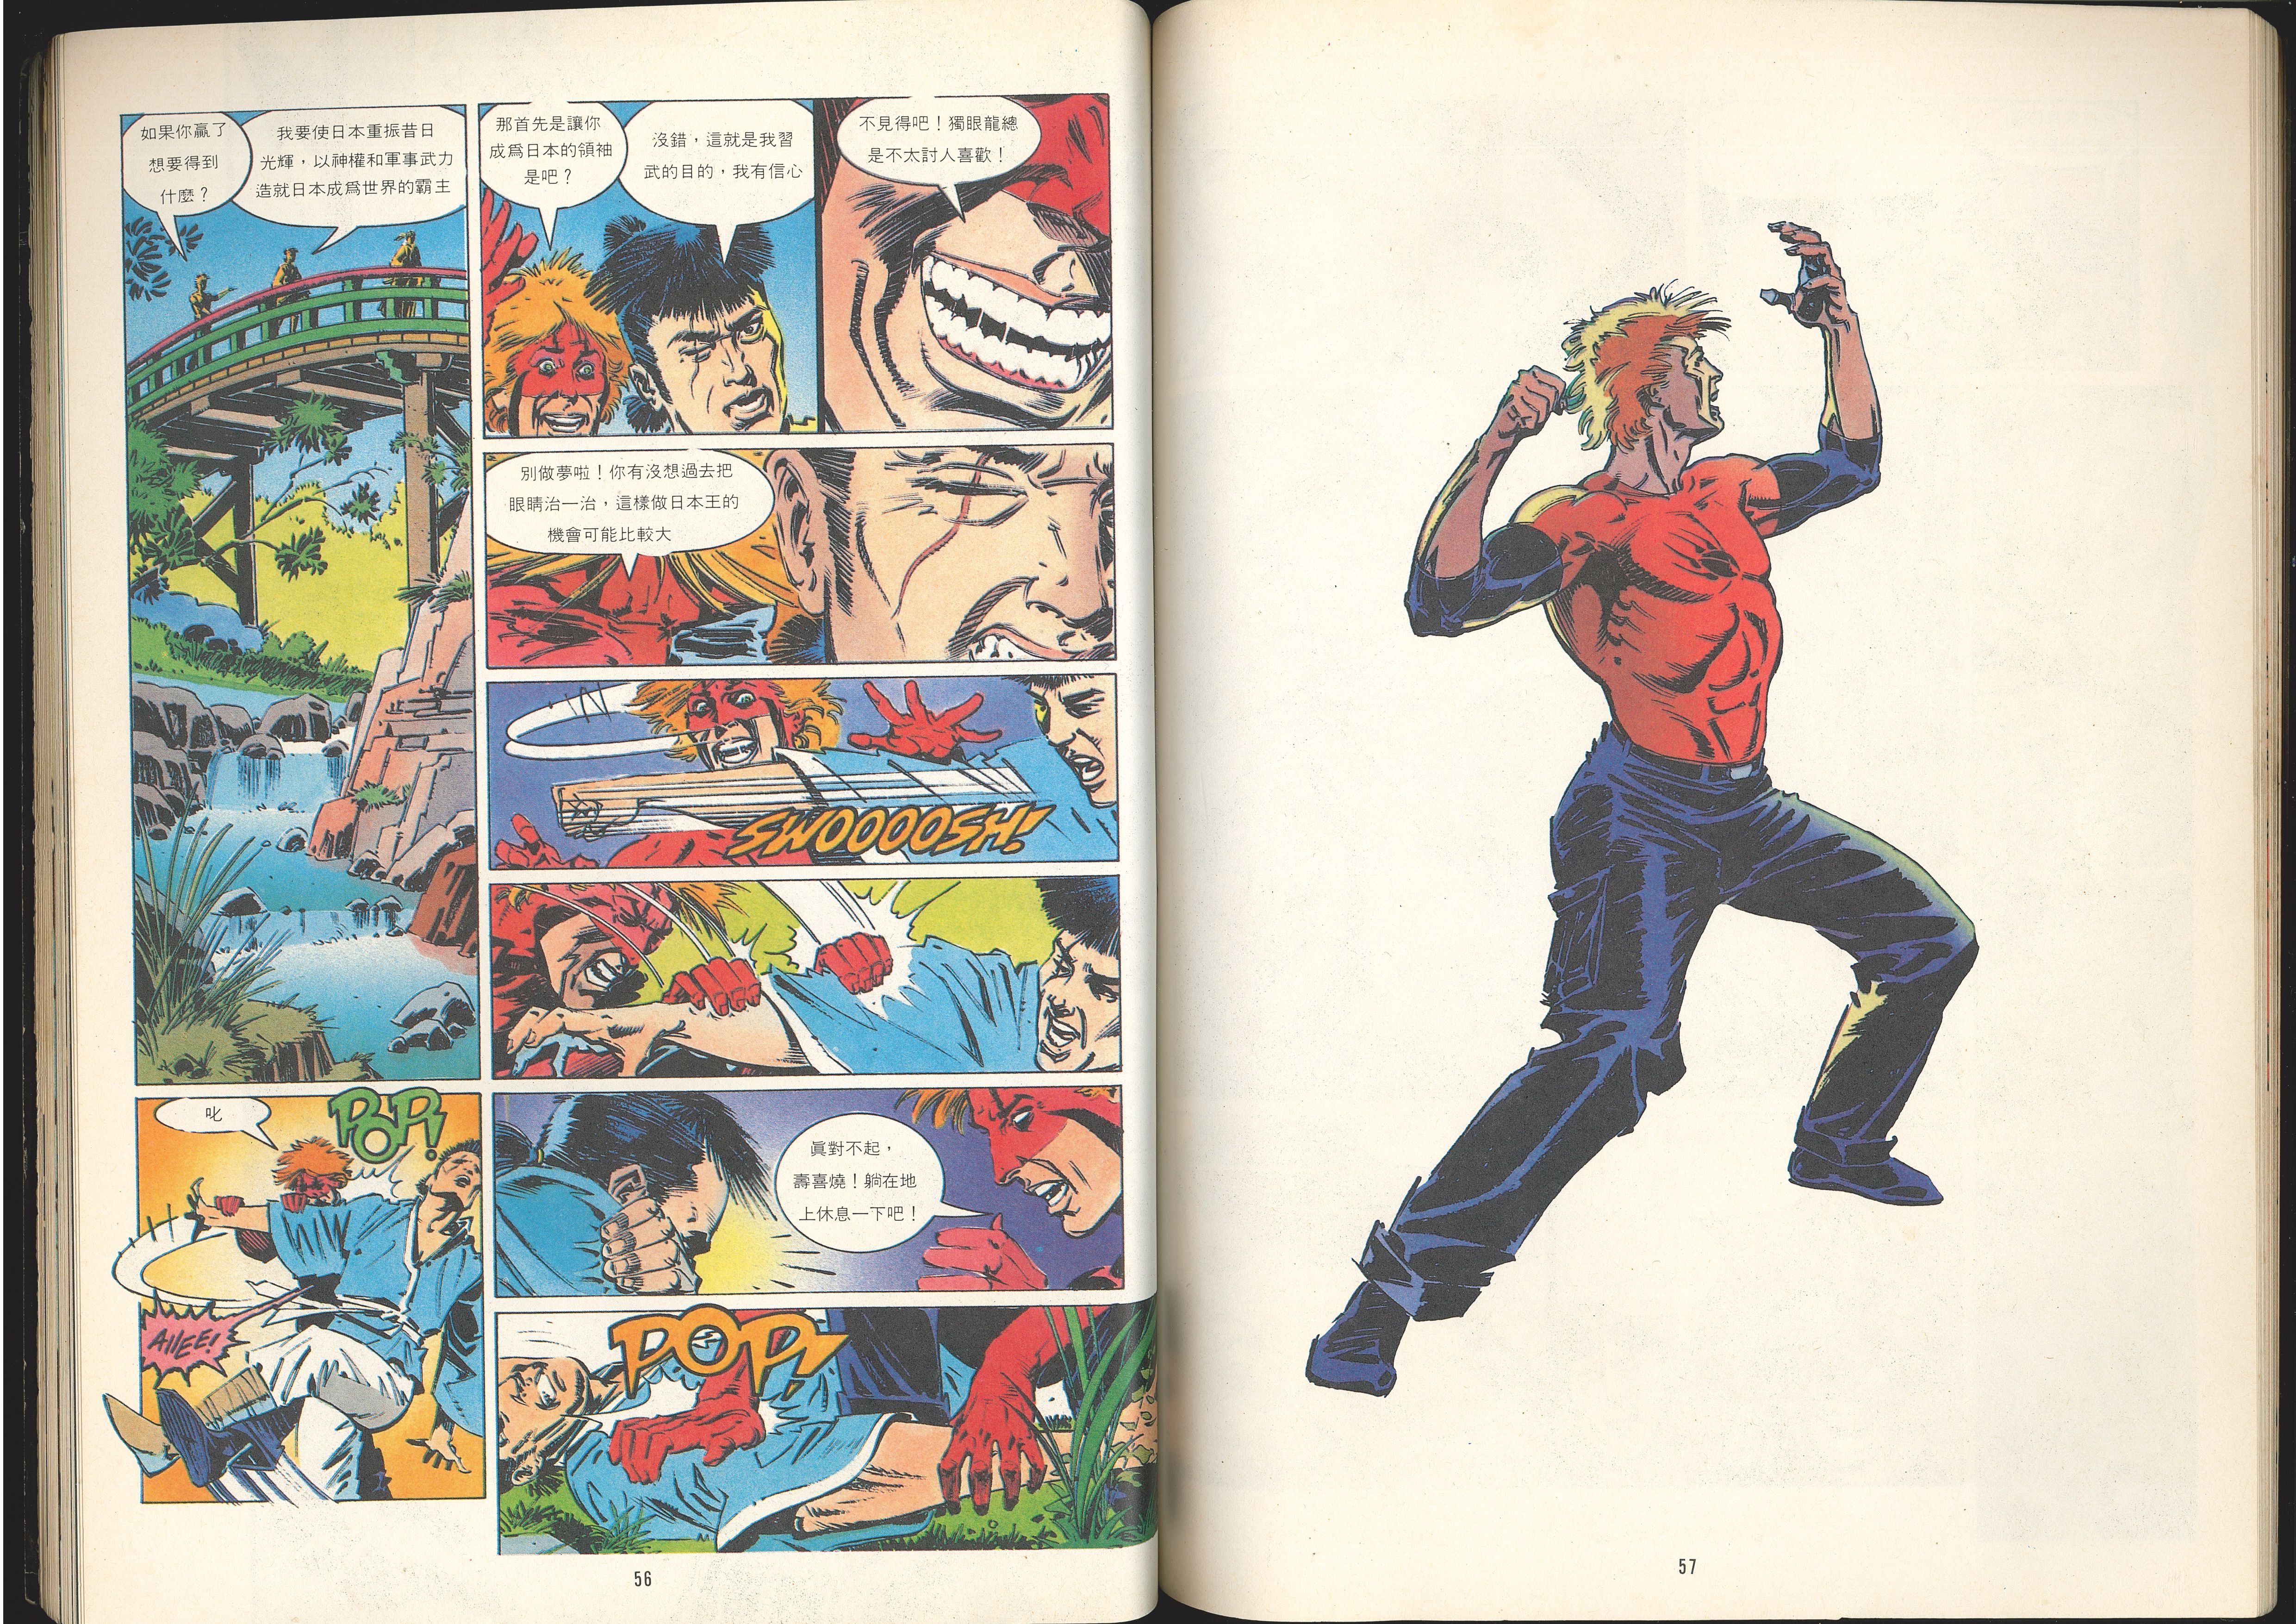 如果你贏了
想要得到
什麼？
我要使日本重振昔日
光輝，以神權和軍事武力
造就日本成爲世界的霸主
那首先是讓你
成爲日本的領袖
是吧？
沒錯，這就是我習
武的目的，我有信心
不見得吧！獨眼龍總
是不太討人喜歡！
別做夢啦！你有沒想過去把
眼睛治一治，這樣做日本王的
機會可能比較大
SWOOOOSH!
叱
POP!
AIIEE!
眞對不起，
壽喜燒！躺在地
上休息一下吧！
POP!
56
57